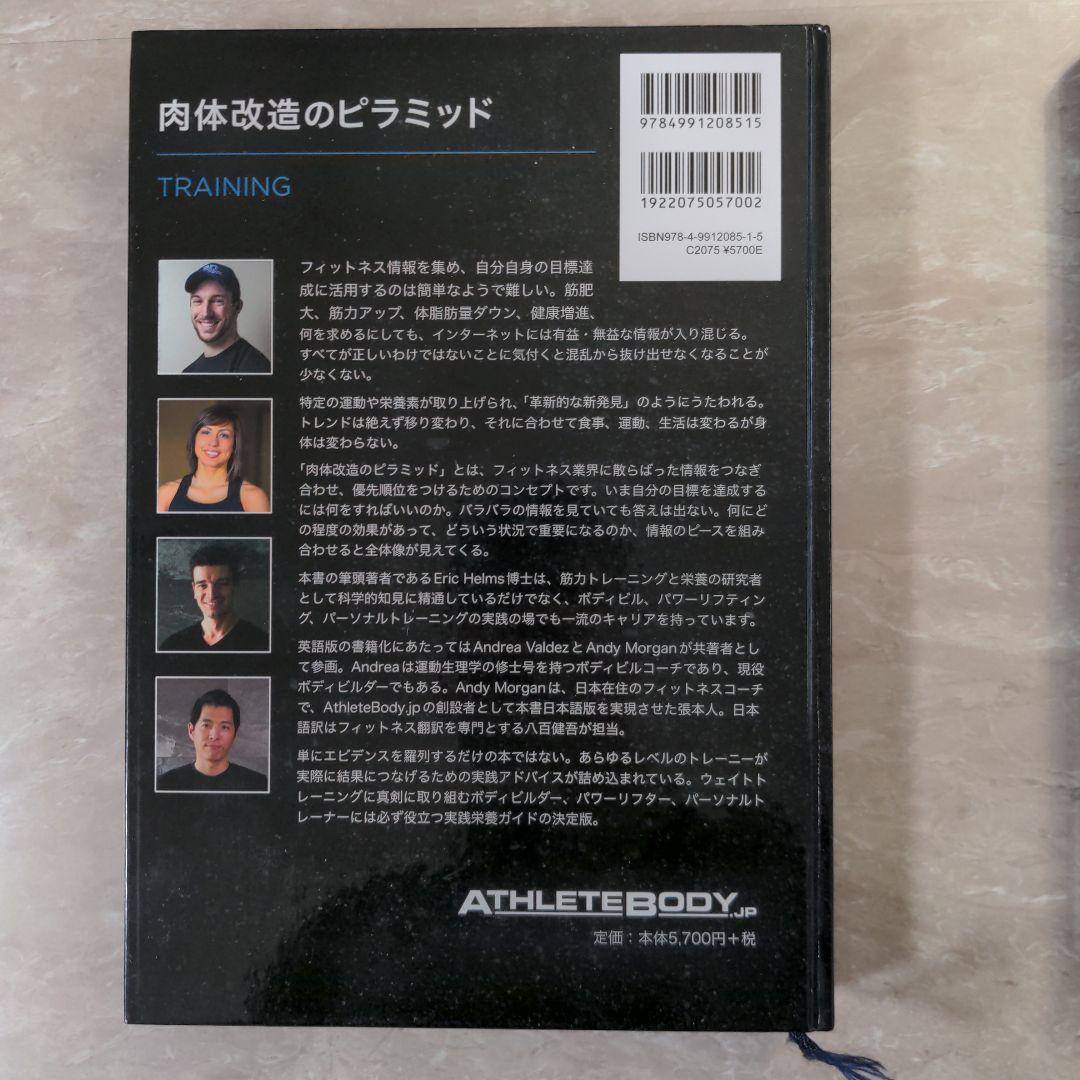 肉体改造のピラミッド
TRAINING
9784991208515
1922075057002
ISBN978-4-9912085-1-5
C2075 ¥5700E
フィットネス情報を集め、自分自身の目標達
成に活用するのは簡単なようで難しい。筋肥
大、筋力アップ、体脂肪量ダウン、健康増進、
何を求めるにしても、インターネットには有益・無益な情報が入り混じる。
すべてが正しいわけではないことに気付くと混乱から抜け出せなくなることが
少なくない。
特定の運動や栄養素が取り上げられ、「革新的な新発見」のようにうたわれる。
トレンドは絶えず移り変わり、それに合わせて食事、運動、生活は変わるが身
体は変わらない。
「肉体改造のピラミッド」とは、フィットネス業界に散らばった情報をつなぎ
合わせ、優先順位をつけるためのコンセプトです。いま自分の目標を達成する
には何をすればいいのか。バラバラの情報を見ていても答えは出ない。何にど
の程度の効果があって、どういう状況で重要になるのか、情報のピースを組み
合わせると全体像が見えてくる。
本書の筆頭著者であるEric Helms博士は、筋力トレーニングと栄養の研究者
として科学的知見に精通しているだけでなく、ボディビル、パワーリフティン
グ、パーソナルトレーニングの実践の場でも一流のキャリアを持っています。
英語版の書籍化にあたってはAndrea ValdezとAndy Morganが共著者とし
て参画。Andreaは運動生理学の修士号を持つボディビルコーチであり、現役
ボディビルダーでもある。Andy Morganは、日本在住のフィットネスコーチ
で、AthleteBody.jpの創設者として本書日本語版を実現させた張本人。日本
語訳はフィットネス翻訳を専門とする八百健吾が担当。
単にエビデンスを羅列するだけの本ではない。あらゆるレベルのトレーニーが
実際に結果につなげるための実践アドバイスが詰め込まれている。ウェイトト
レーニングに真剣に取り組むボディビルダー、パワーリフター、パーソナルト
レーナーには必ず役立つ実践栄養ガイドの決定版。
ATHLETEBODY.JP
定価：本体5,700円＋税